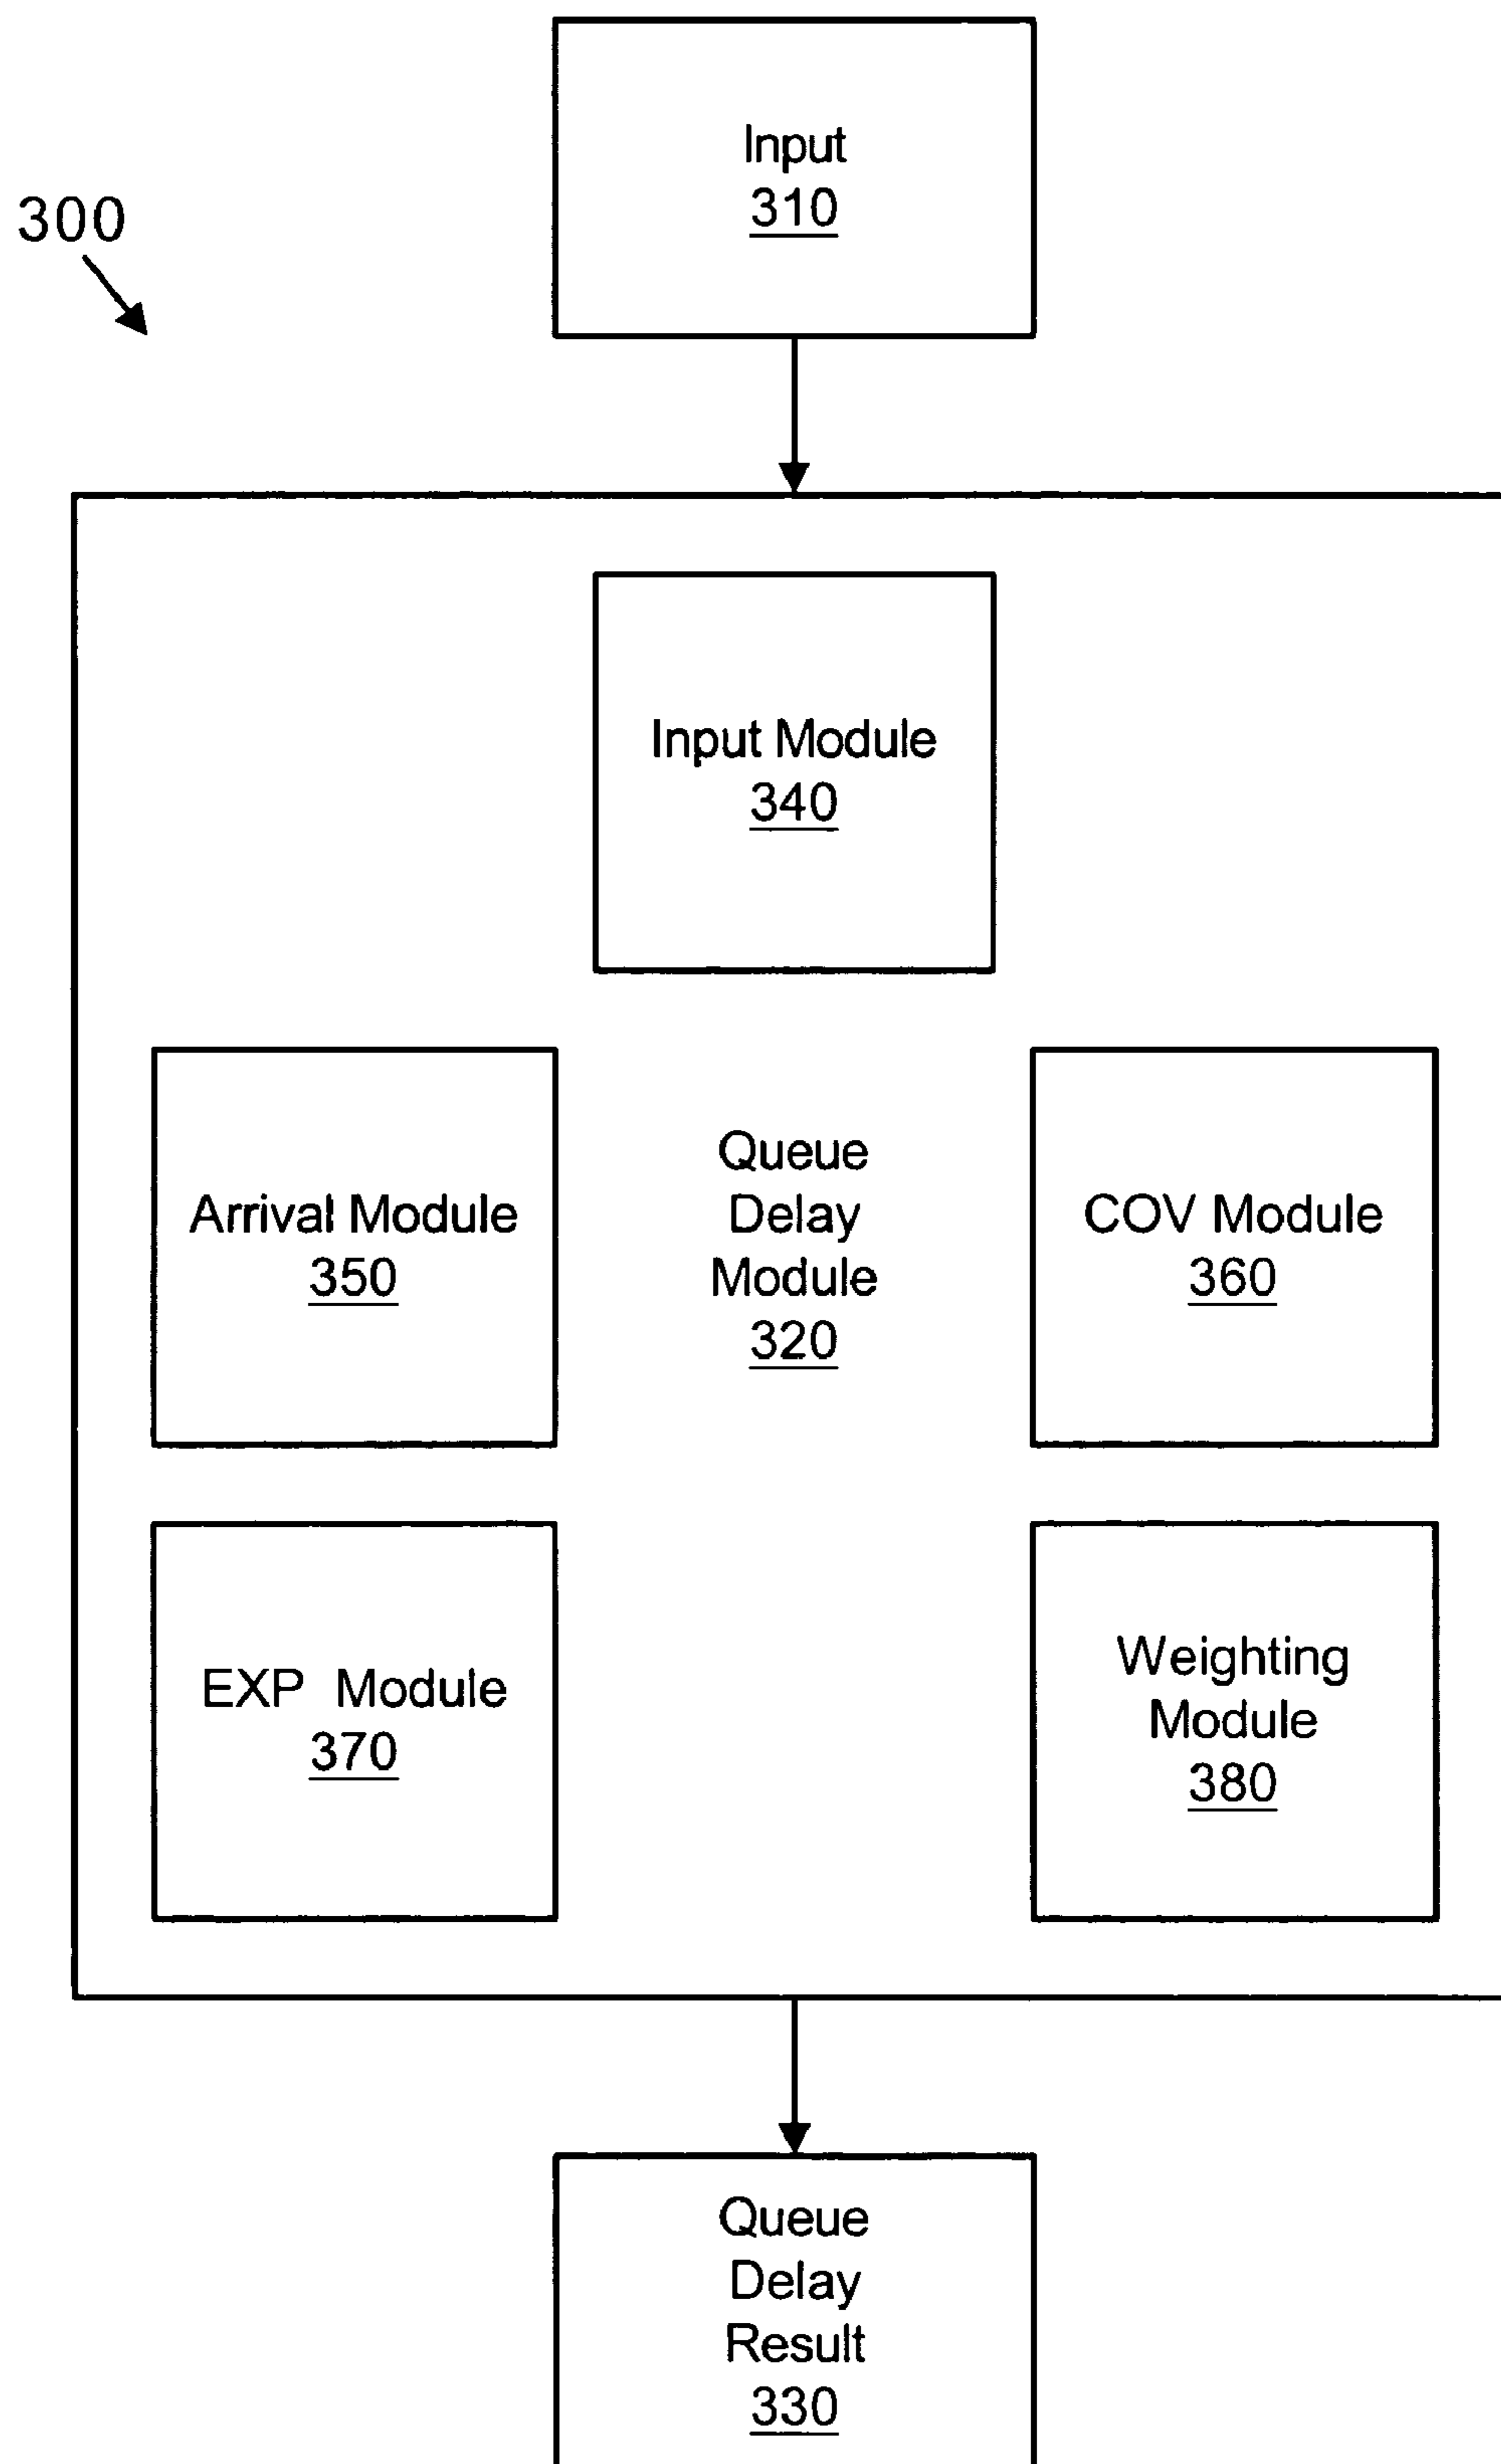 Input
310
300
Input Module
340
Arrival Module
350
Queue
Delay
Module
320
COV Module
360
EXP Module
370
Weighting
Module
380
Queue
Delay
Result
330